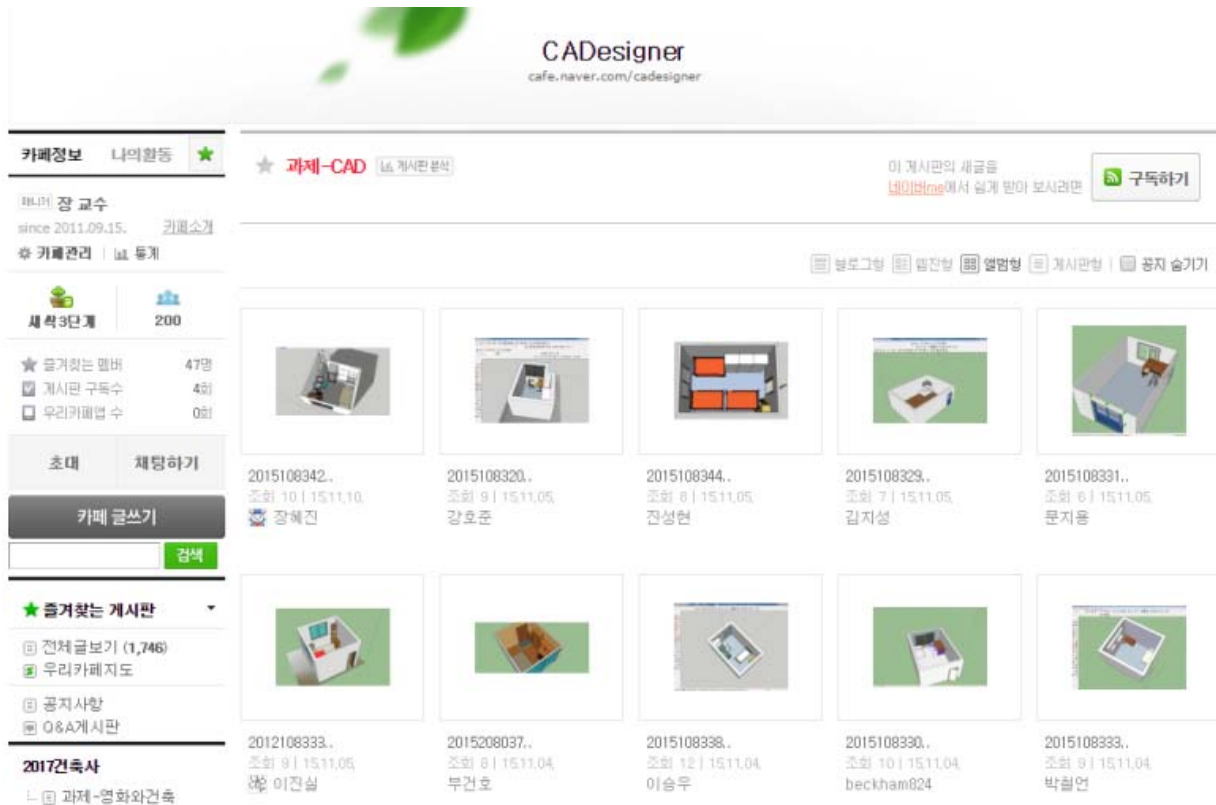 CADesigner
cafe.naver.com/cadesigner
카페정보 나의활동
매니저 장 교수
since 2011.09.15. 카페소개
카페관리 통계
새싹3단계 200
즐겨찾는 멤버 47명
게시판 구독수 4회
우리카페앱 수 0회
초대 채팅하기
카페 글쓰기
검색
즐겨찾는 게시판
전체글보기 (1,746)
우리카페지도
공지사항
Q&A게시판
2017건축사
과제-영화와건축
과제-CAD 게시판 분석
이 게시판의 새글을
네이버me에서 쉽게 받아 보시려면
구독하기
블로그형 웹진형 앨범형 게시판형 | 공지 숨기기
2015108342.. 2015108320.. 2015108344.. 2015108329.. 2015108331..
조회 10 | 15.11.10. 조회 9 | 15.11.05. 조회 8 | 15.11.05. 조회 7 | 15.11.05. 조회 6 | 15.11.05.
장혜진 강호준 진성현 김지성 문지용
2012108333.. 2015208037.. 2015108338.. 2015108330.. 2015108333..
조회 9 | 15.11.05. 조회 8 | 15.11.04. 조회 12 | 15.11.04. 조회 10 | 15.11.04. 조회 9 | 15.11.04.
이진실 부건호 이승우 beckham824 박철언